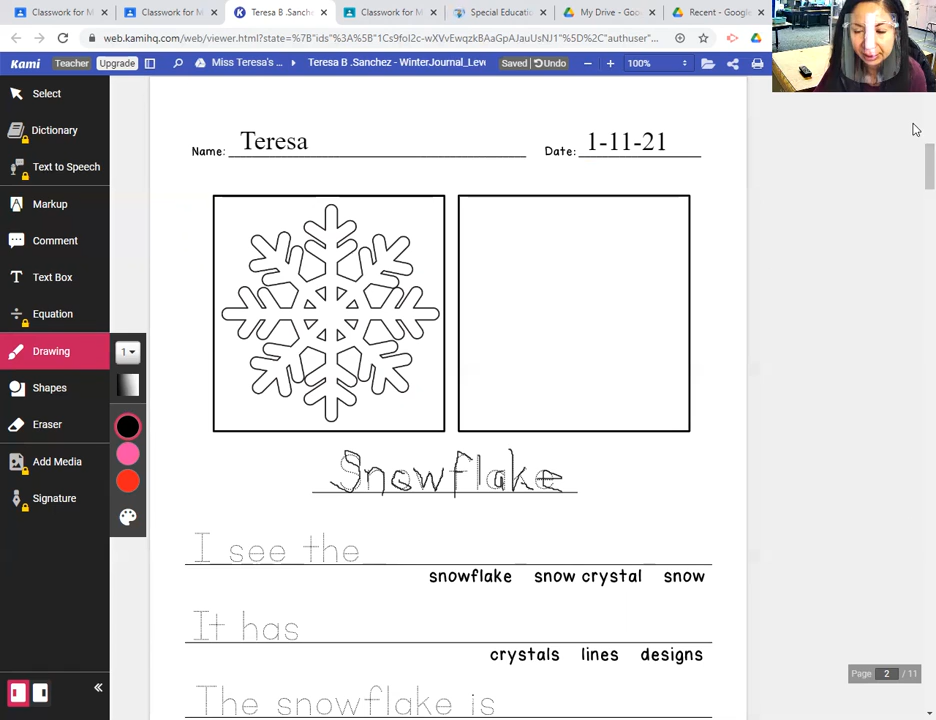 Classwork for M
Classwork for M
Teresa B .Sanch
Classwork for M
Special Educati
My Drive - Goo
Recent - Google
web.kamihq.com/web/viewer.html?state=%7B"ids"%3A%5B"1Cs9foI2c-wXVvEwqzkBAaGpAJauUsNJ1"%5D%2C"authuser"
Kami Teacher Upgrade Miss Teresa's ... Teresa B .Sanchez - WinterJournal_Leve Saved Undo 100%
Select
Dictionary
Text to Speech
Markup
Comment
Text Box
Equation
Drawing
1
Shapes
Eraser
Add Media
Signature
Name: Teresa Date: 1-11-21
Snowflake
I see the
snowflake snow crystal snow
It has
crystals lines designs
The snowflake is
Page 2 / 11